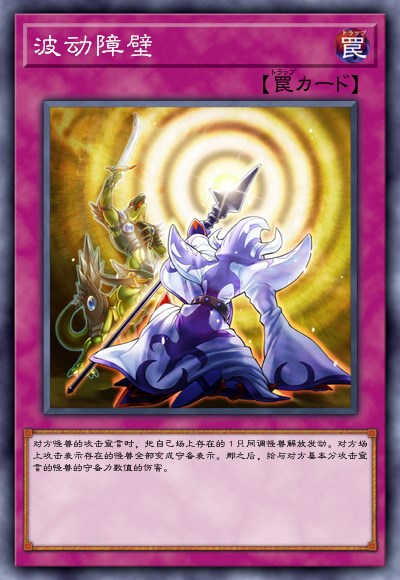 波动障壁
トラップ
罠
トラップ
【罠カード】
对方怪兽的攻击宣言时，把自己场上存在的1只同调怪兽解放发动。对方场
上攻击表示存在的怪兽全部变成守备表示。那之后，给与对方基本分攻击宣
言的怪兽的守备力数值的伤害。